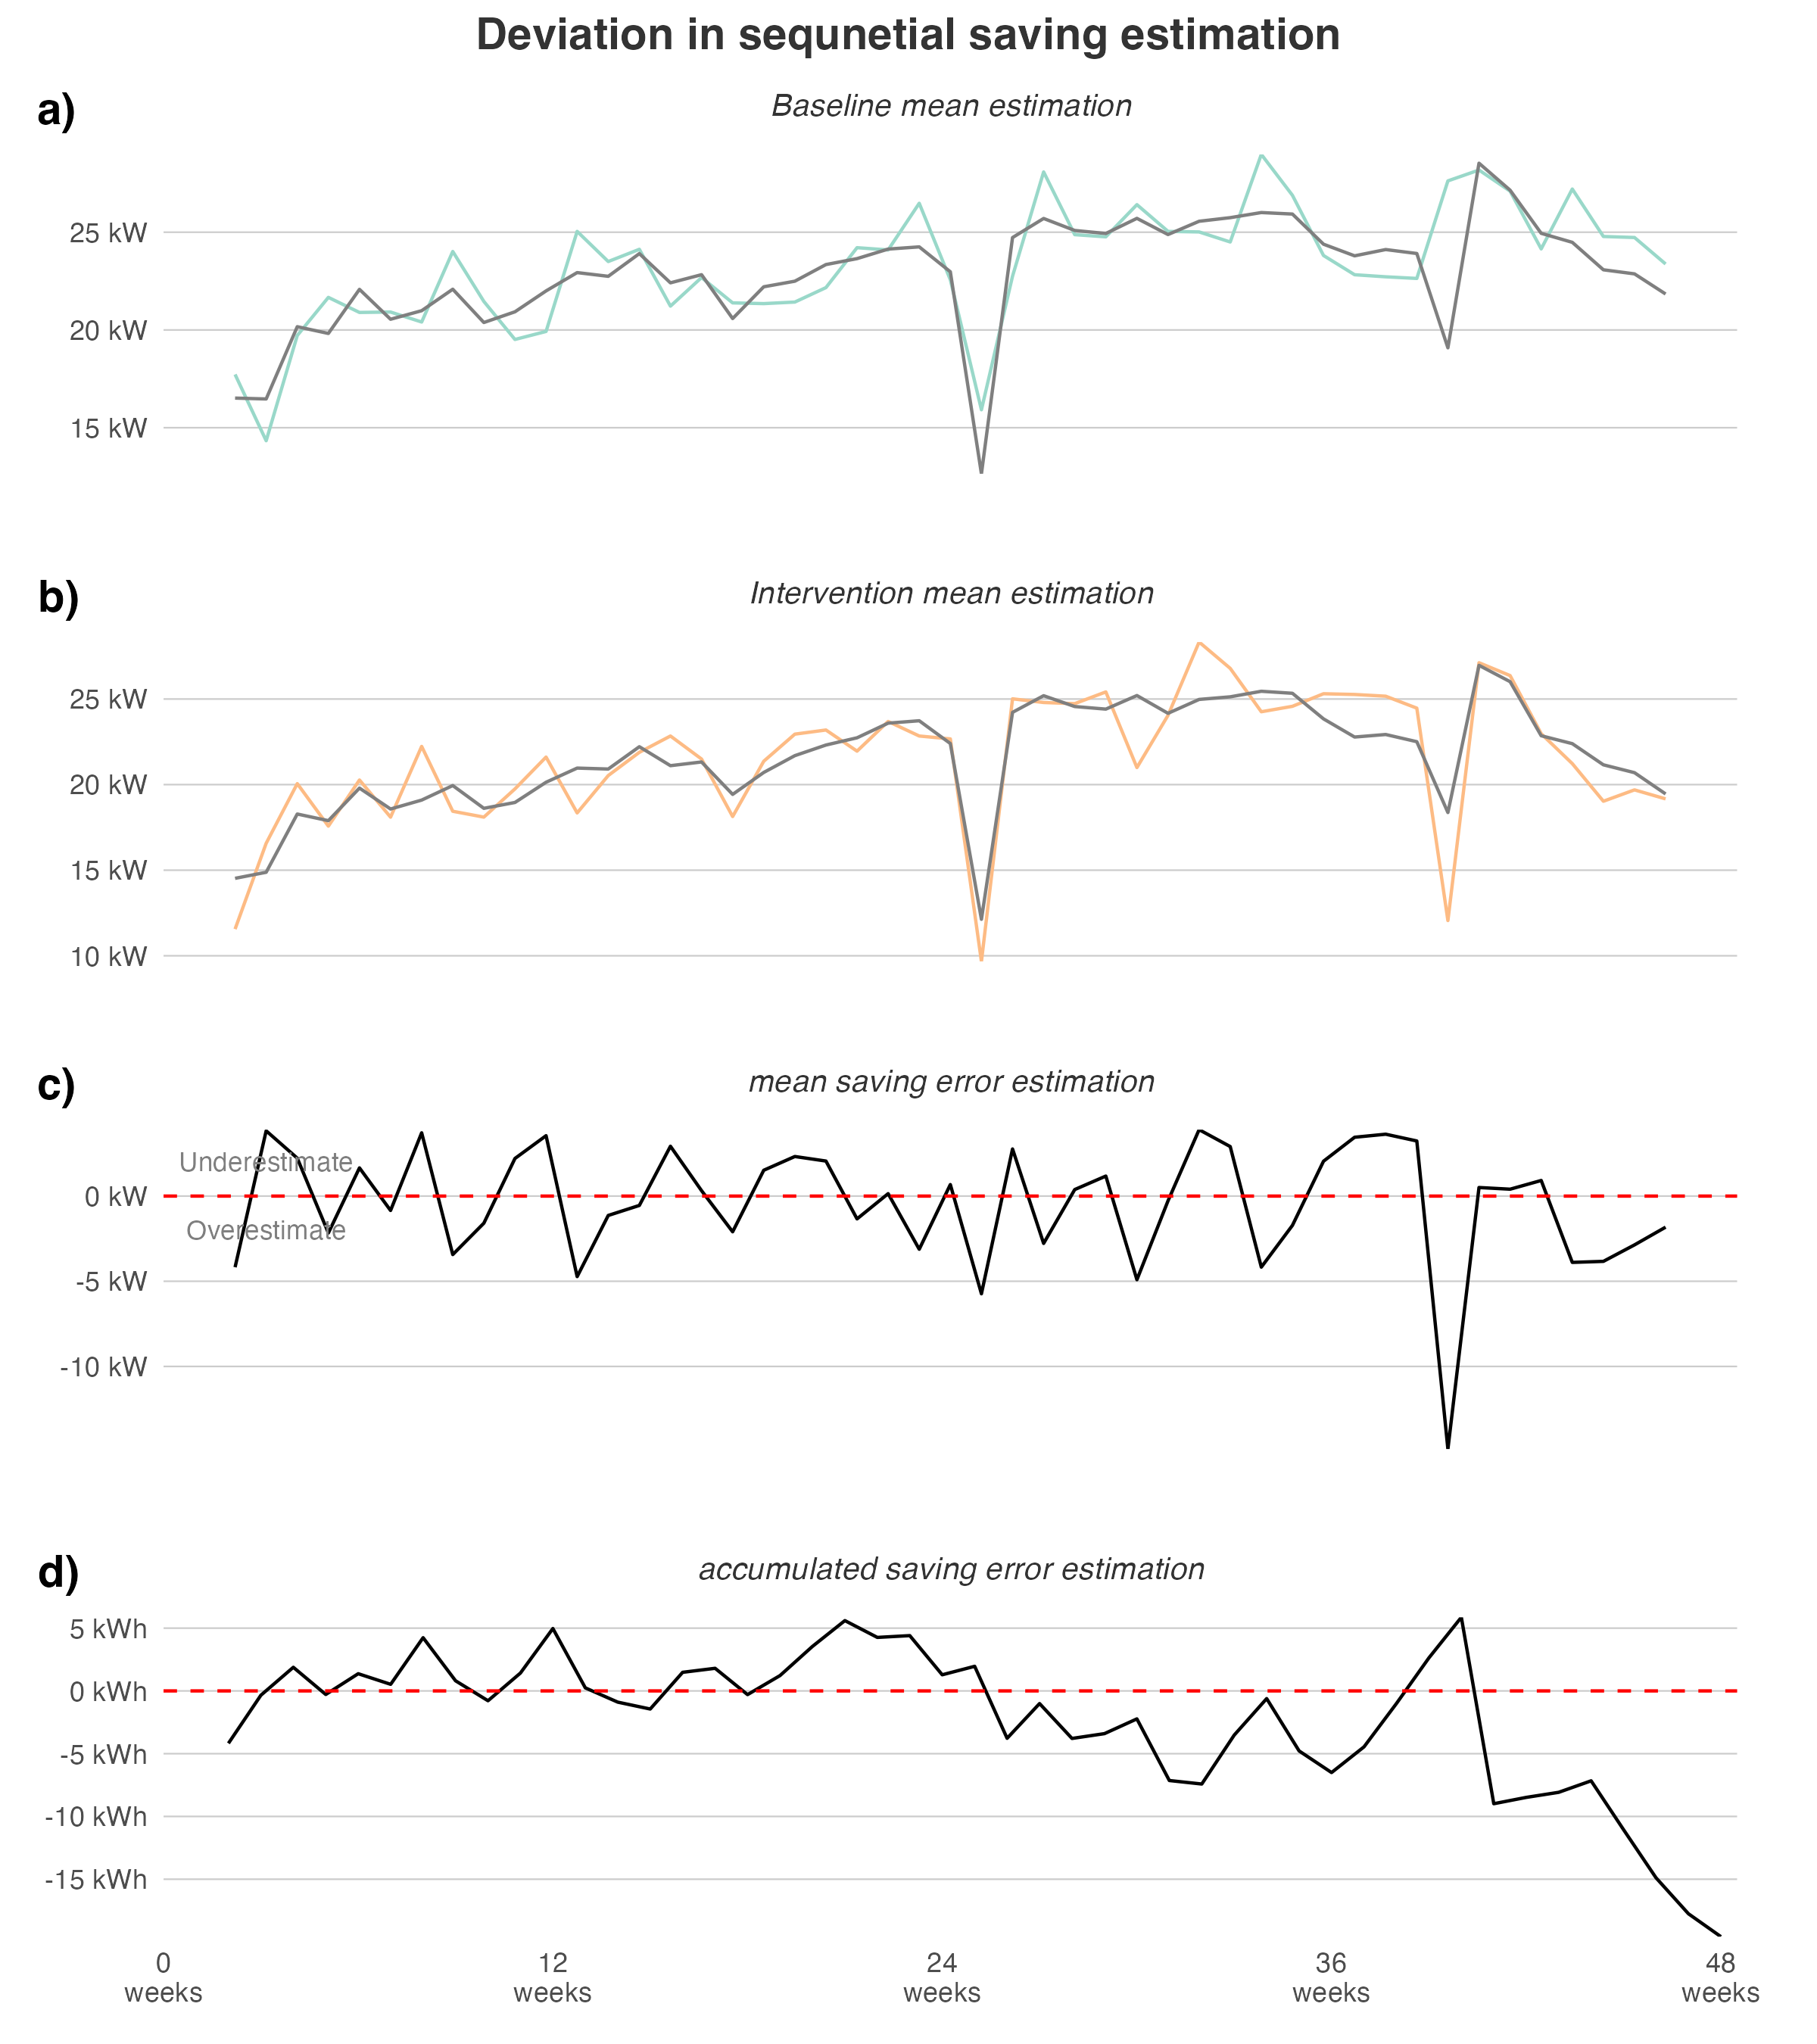 Deviation in sequnetial saving estimation
a)
Baseline mean estimation
25 kW
20 kW
15 kW
b)
Intervention mean estimation
25 kW
20 kW
15 kW
10 kW
c)
mean saving error estimation
Underestimate
0 kW
Overestimate
-5 kW
-10 kW
d)
accumulated saving error estimation
5 kWh
0 kWh
-5 kWh
-10 kWh
-15 kWh
0 12 24 36 48
weeks weeks weeks weeks weeks